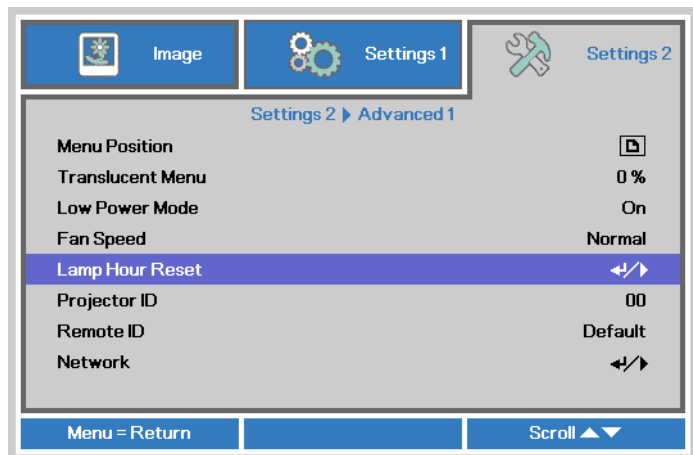 Image
Settings 1
Settings 2
Settings 2 Advanced 1
Menu Position
Translucent Menu 0 %
Low Power Mode On
Fan Speed Normal
Lamp Hour Reset
Projector ID 00
Remote ID Default
Network
Menu = Return Scroll